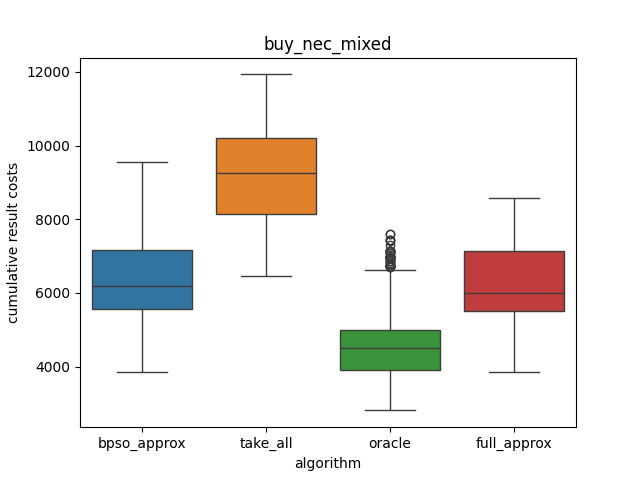 buy_nec_mixed
cumulative result costs
12000
10000
8000
6000
4000
bpso_approx take_all oracle full_approx
algorithm